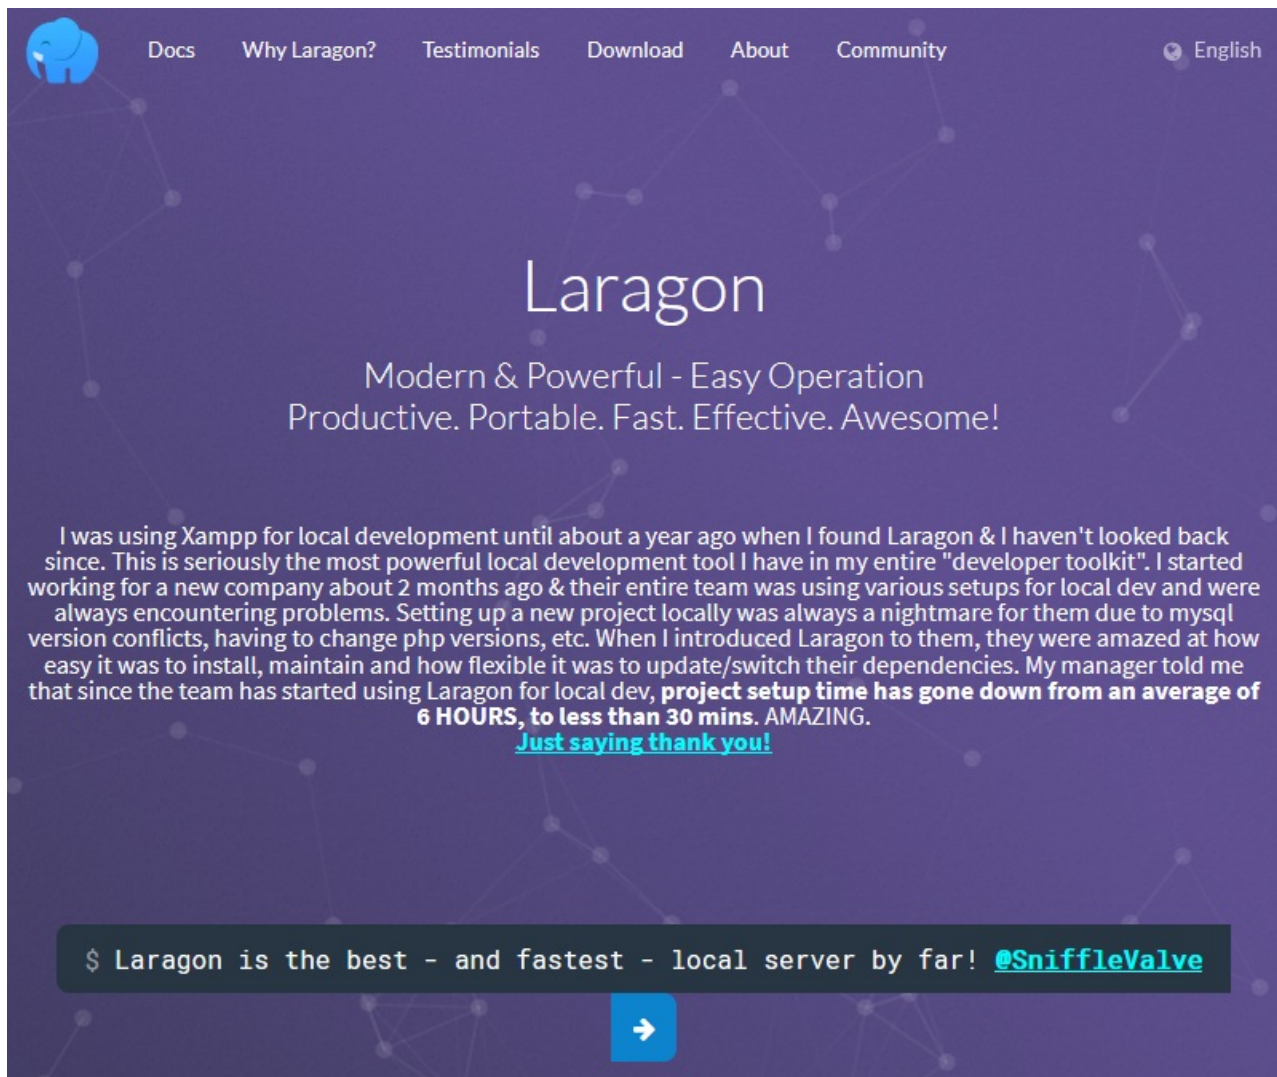 Docs Why Laragon? Testimonials Download About Community English
Laragon
Modern & Powerful - Easy Operation
Productive. Portable. Fast. Effective. Awesome!
I was using Xampp for local development until about a year ago when I found Laragon & I haven't looked back
since. This is seriously the most powerful local development tool I have in my entire "developer toolkit". I started
working for a new company about 2 months ago & their entire team was using various setups for local dev and were
always encountering problems. Setting up a new project locally was always a nightmare for them due to mysql
version conflicts, having to change php versions, etc. When I introduced Laragon to them, they were amazed at how
easy it was to install, maintain and how flexible it was to update/switch their dependencies. My manager told me
that since the team has started using Laragon for local dev, project setup time has gone down from an average of
6 HOURS, to less than 30 mins. AMAZING.
Just saying thank you!
$ Laragon is the best - and fastest - local server by far! @SniffleValve